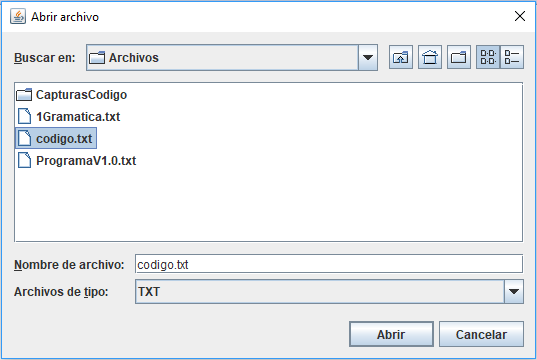 Abrir archivo
Buscar en: Archivos
CapturasCodigo
1Gramatica.txt
codigo.txt
ProgramaV1.0.txt
Nombre de archivo: codigo.txt
Archivos de tipo: TXT
Abrir Cancelar